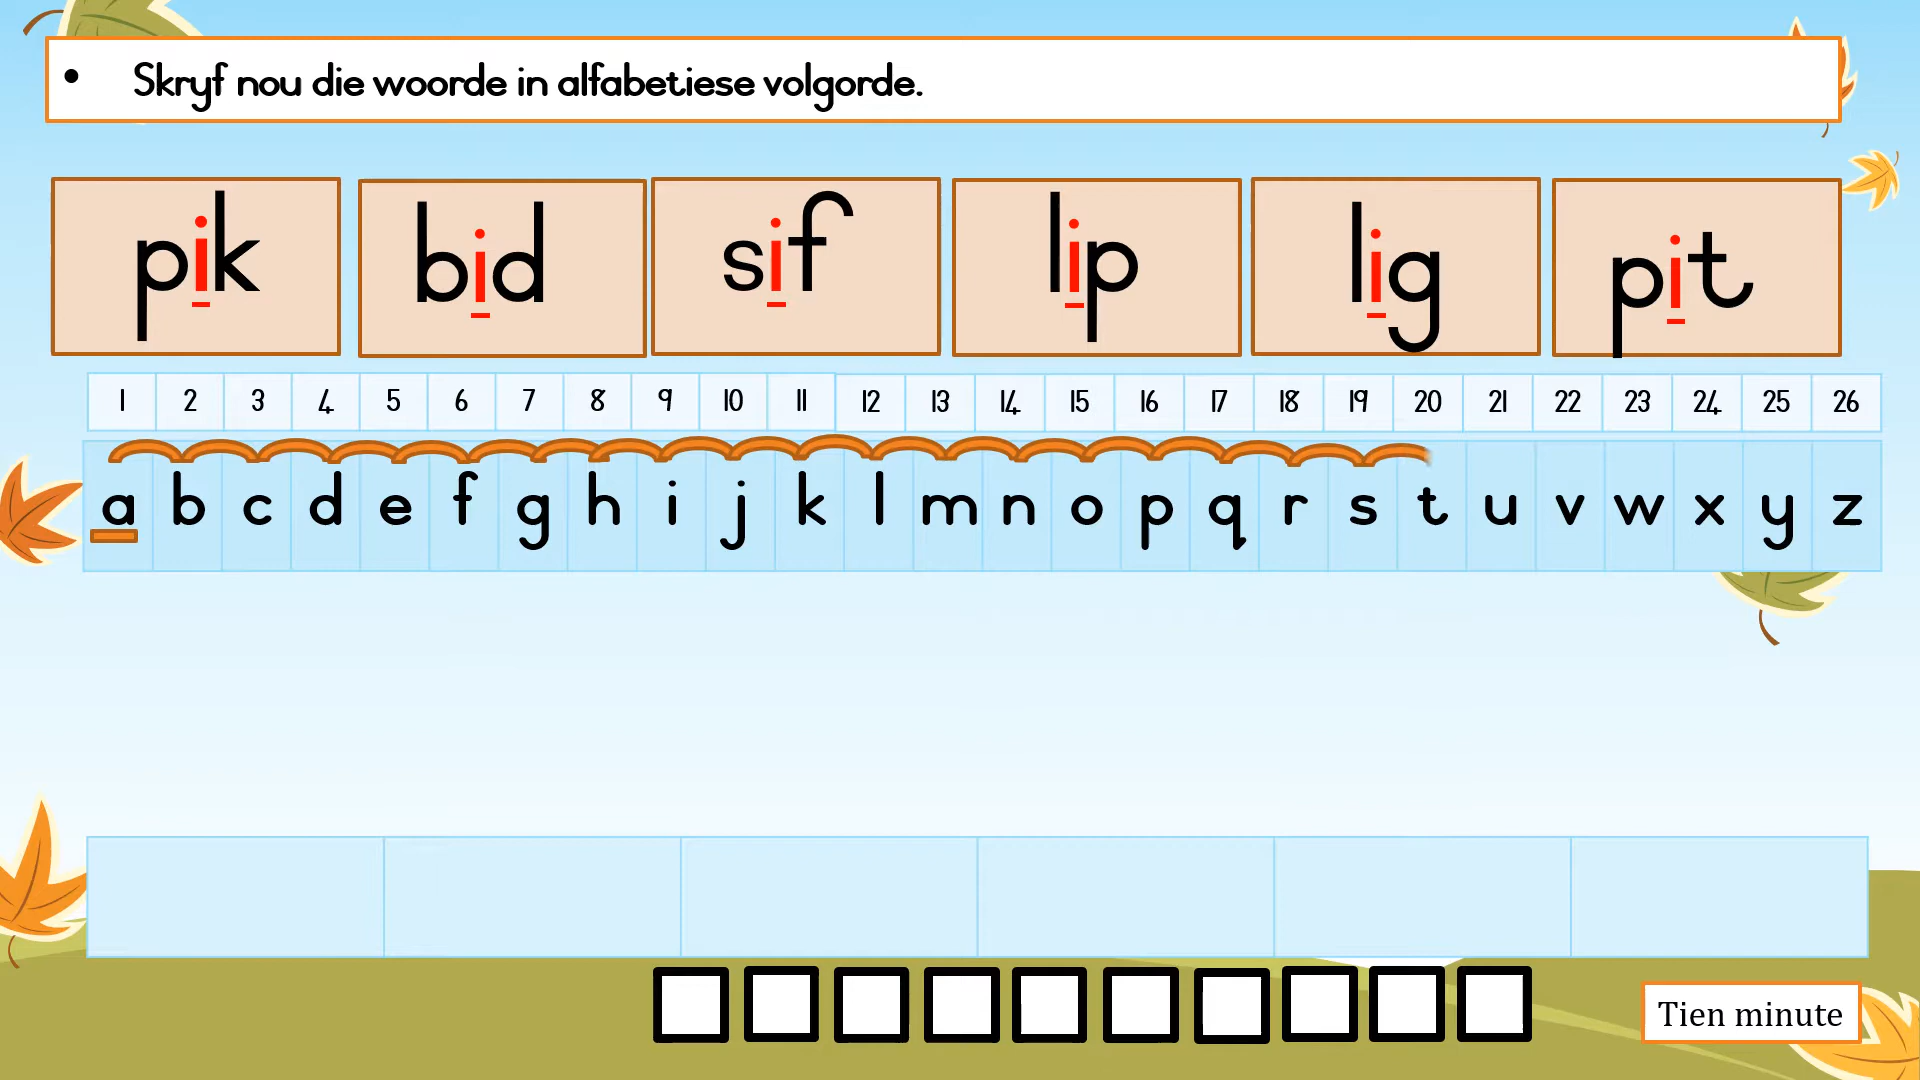 • Skryf nou die woorde in alfabetiese volgorde.
pik bid sif lip lig pit
1 2 3 4 5 6 7 8 9 10 11 12 13 14 15 16 17 18 19 20 21 22 23 24 25 26
a b c d e f g h i j k l m n o p q r s t u v w x y z
Tien minute